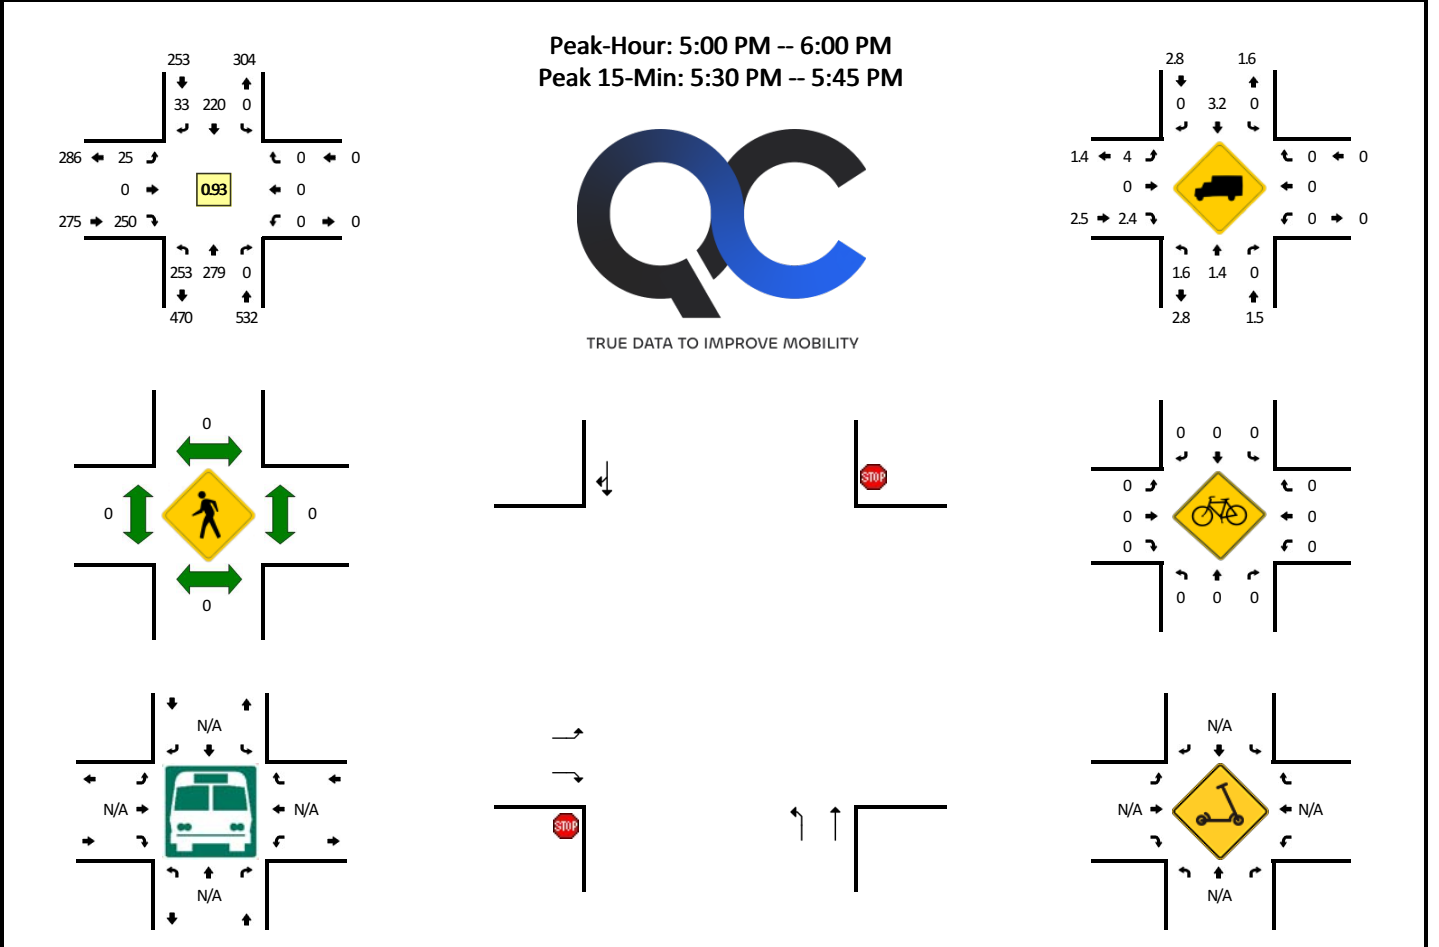 Peak-Hour: 5:00 PM -- 6:00 PM
Peak 15-Min: 5:30 PM -- 5:45 PM
253 304
33 220 0
286 25 0 0
0 0.93 0
275 250 0 0
253 279 0
470 532
QC
TRUE DATA TO IMPROVE MOBILITY
2.8 1.6
0 3.2 0
1.4 4 0 0
0 0
2.5 2.4 0 0
1.6 1.4 0
2.8 1.5
0
0 0
0
STOP
STOP
0 0 0
0 0
0 0
0 0
0 0 0
N/A
N/A N/A
N/A
N/A
N/A N/A
N/A